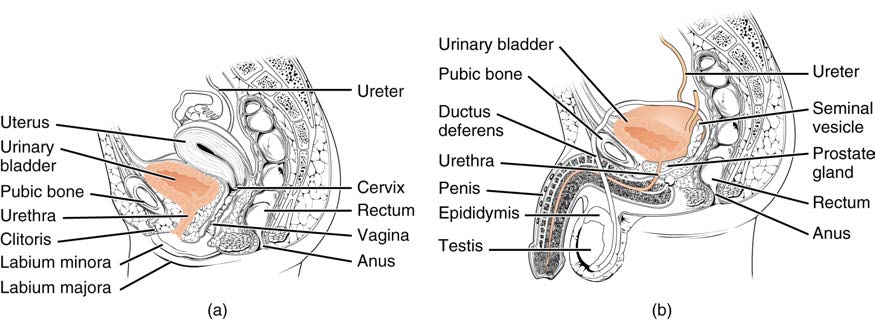 Ureter
Uterus
Urinary
bladder
Pubic bone
Urethra
Clitoris
Labium minora
Labium majora
Cervix
Rectum
Vagina
Anus
(a)
Urinary bladder
Pubic bone
Ductus
deferens
Urethra
Penis
Epididymis
Testis
Ureter
Seminal
vesicle
Prostate
gland
Rectum
Anus
(b)